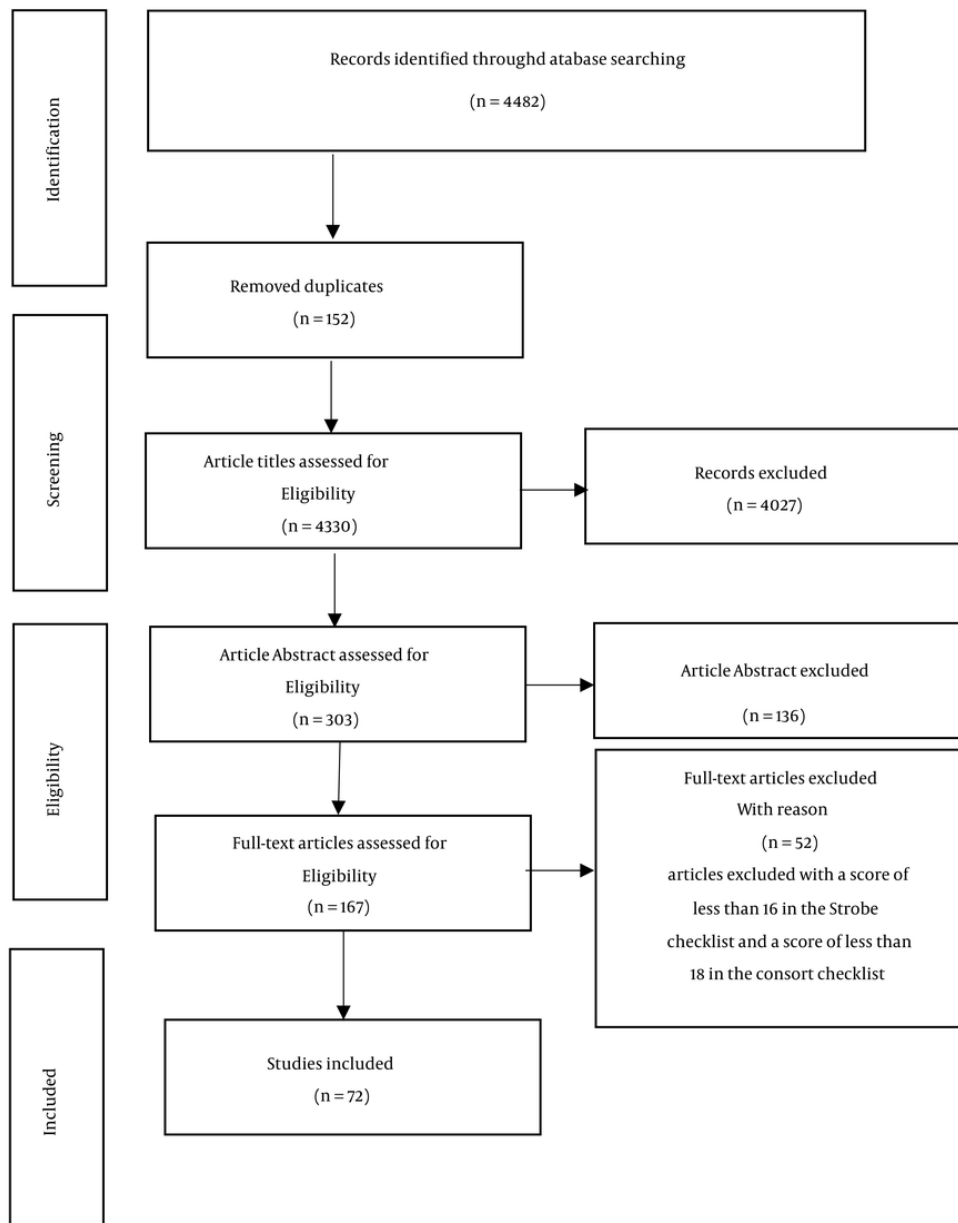 Identification
Records identified throughd atabase searching
(n = 4482)
Removed duplicates
(n = 152)
Screening
Article titles assessed for
Eligibility
(n = 4330)
Records excluded
(n = 4027)
Eligibility
Article Abstract assessed for
Eligibility
(n = 303)
Article Abstract excluded
(n = 136)
Full-text articles assessed for
Eligibility
(n = 167)
Full-text articles excluded
With reason
(n = 52)
articles excluded with a score of
less than 16 in the Strobe
checklist and a score of less than
18 in the consort checklist
Included
Studies included
(n = 72)